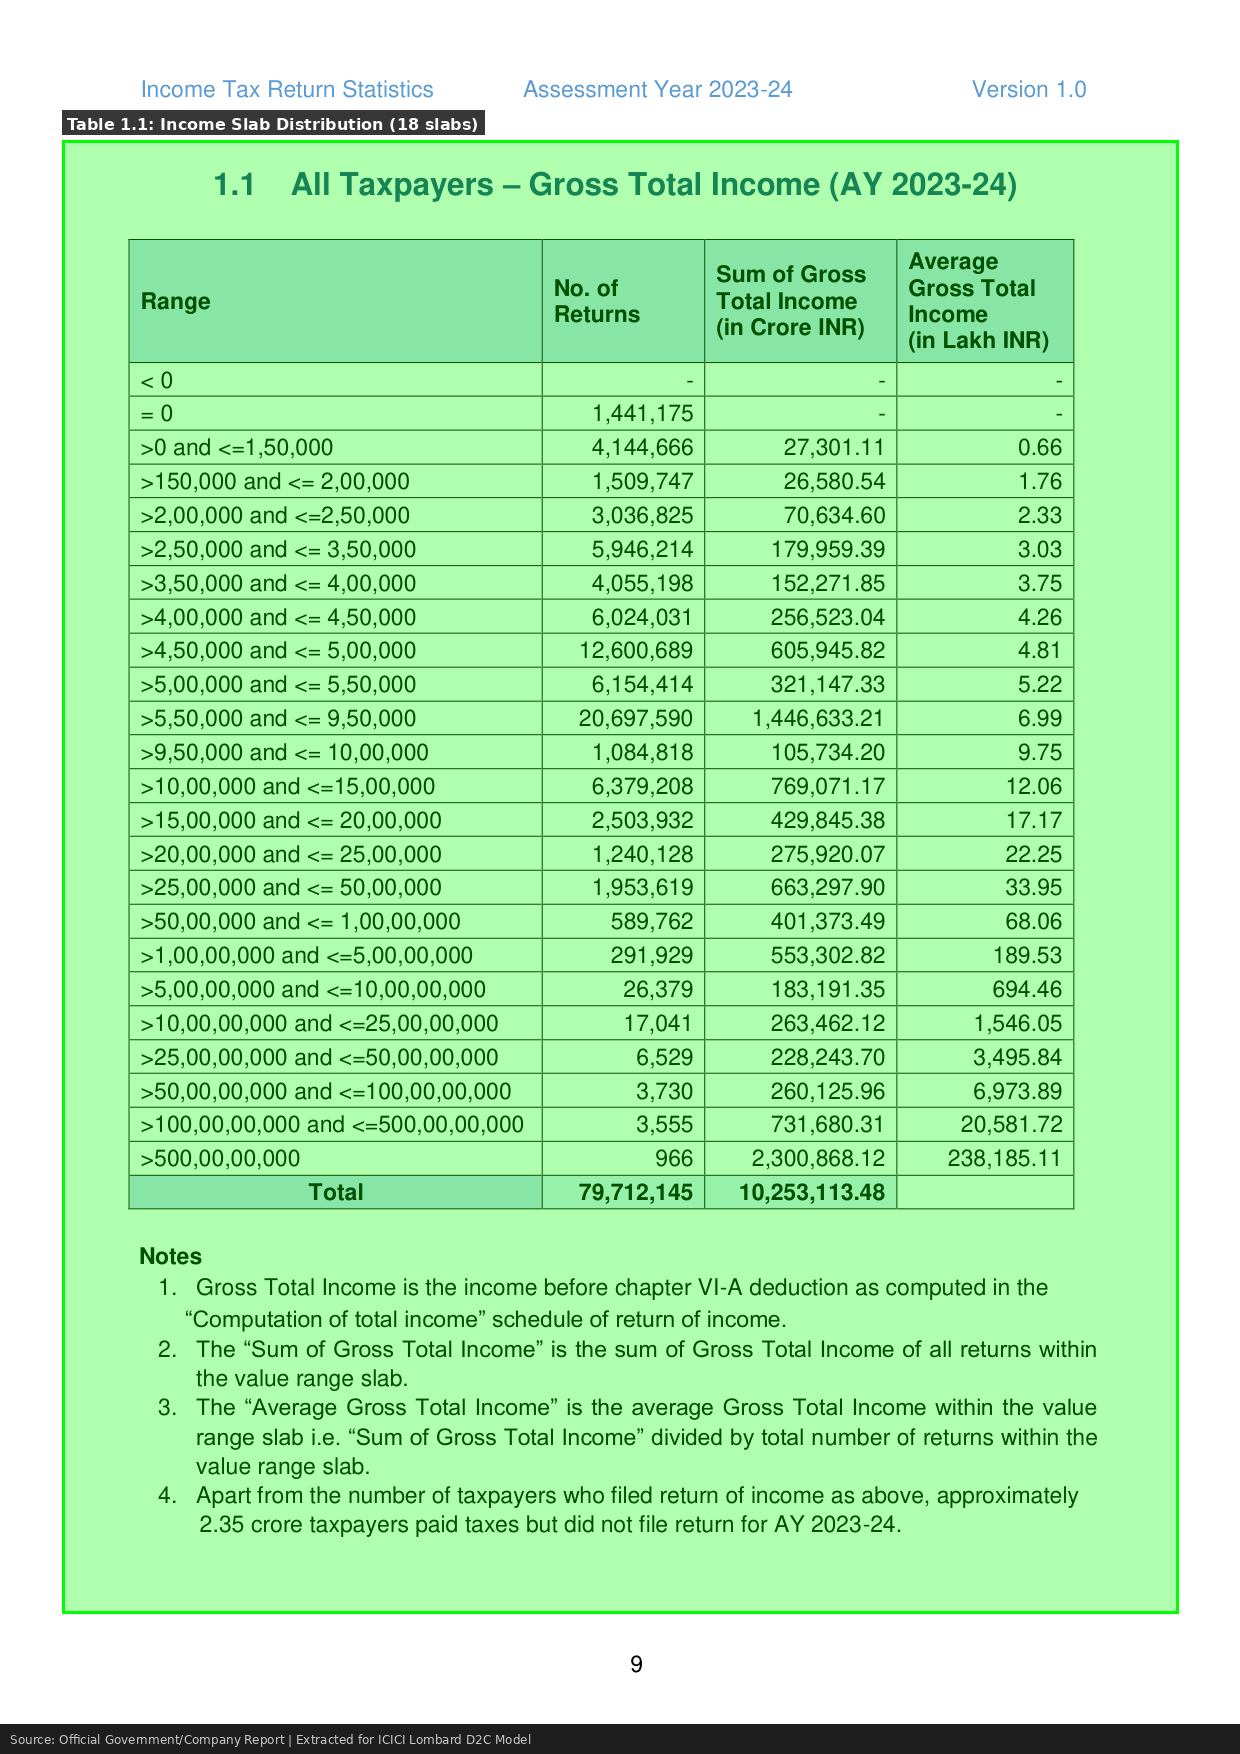 Income Tax Return Statistics Assessment Year 2023-24 Version 1.0
Table 1.1: Income Slab Distribution (18 slabs)
1.1 All Taxpayers – Gross Total Income (AY 2023-24)
Range No. of Returns Sum of Gross Total Income (in Crore INR) Average Gross Total Income (in Lakh INR)
< 0 - - -
= 0 1,441,175 - -
>0 and <=1,50,000 4,144,666 27,301.11 0.66
>150,000 and <= 2,00,000 1,509,747 26,580.54 1.76
>2,00,000 and <=2,50,000 3,036,825 70,634.60 2.33
>2,50,000 and <= 3,50,000 5,946,214 179,959.39 3.03
>3,50,000 and <= 4,00,000 4,055,198 152,271.85 3.75
>4,00,000 and <= 4,50,000 6,024,031 256,523.04 4.26
>4,50,000 and <= 5,00,000 12,600,689 605,945.82 4.81
>5,00,000 and <= 5,50,000 6,154,414 321,147.33 5.22
>5,50,000 and <= 9,50,000 20,697,590 1,446,633.21 6.99
>9,50,000 and <= 10,00,000 1,084,818 105,734.20 9.75
>10,00,000 and <=15,00,000 6,379,208 769,071.17 12.06
>15,00,000 and <= 20,00,000 2,503,932 429,845.38 17.17
>20,00,000 and <= 25,00,000 1,240,128 275,920.07 22.25
>25,00,000 and <= 50,00,000 1,953,619 663,297.90 33.95
>50,00,000 and <= 1,00,00,000 589,762 401,373.49 68.06
>1,00,00,000 and <=5,00,00,000 291,929 553,302.82 189.53
>5,00,00,000 and <=10,00,00,000 26,379 183,191.35 694.46
>10,00,00,000 and <=25,00,00,000 17,041 263,462.12 1,546.05
>25,00,00,000 and <=50,00,00,000 6,529 228,243.70 3,495.84
>50,00,00,000 and <=100,00,00,000 3,730 260,125.96 6,973.89
>100,00,00,000 and <=500,00,00,000 3,555 731,680.31 20,581.72
>500,00,00,000 966 2,300,868.12 238,185.11
Total 79,712,145 10,253,113.48
Notes
1. Gross Total Income is the income before chapter VI-A deduction as computed in the
“Computation of total income” schedule of return of income.
2. The “Sum of Gross Total Income” is the sum of Gross Total Income of all returns within
the value range slab.
3. The “Average Gross Total Income” is the average Gross Total Income within the value
range slab i.e. “Sum of Gross Total Income” divided by total number of returns within the
value range slab.
4. Apart from the number of taxpayers who filed return of income as above, approximately
2.35 crore taxpayers paid taxes but did not file return for AY 2023-24.
9
Source: Official Government/Company Report | Extracted for ICICI Lombard D2C Model